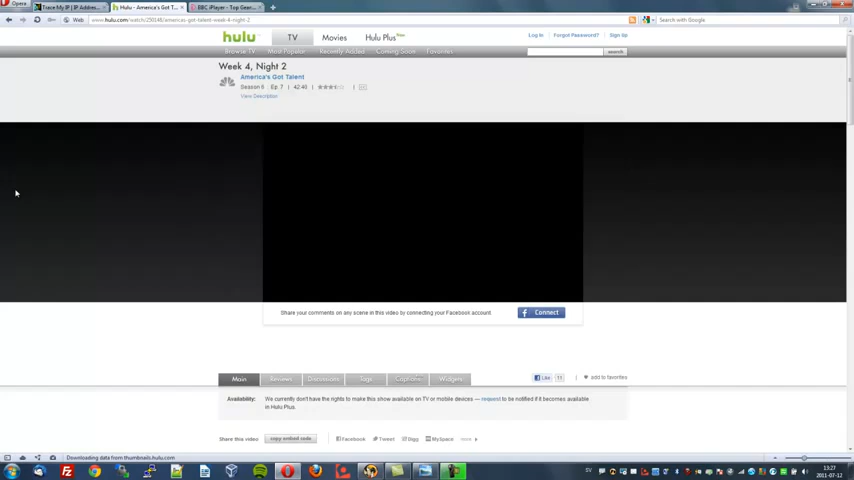 Opera
Trace My IP | IP Addres...
Hulu - America's Got T...
BBC iPlayer - Top Gear:...
Web
www.hulu.com/watch/250148/americas-got-talent-week-4-night-2
Search with Google
hulu
TV
Movies
Hulu Plus
Log In
Forgot Password?
Sign Up
Browse TV
Most Popular
Recently Added
Coming Soon
Favorites
search
Week 4, Night 2
America's Got Talent
Season 6 | Ep. 7 | 42:40 |
View Description
Share your comments on any scene in this video by connecting your Facebook account.
Connect
Main
Reviews
Discussions
Tags
Captions
Widgets
Like
11
add to favorites
Availability:
We currently don't have the rights to make this show available on TV or mobile devices — request to be notified if it becomes available
in Hulu Plus.
Share this video
copy embed code
Facebook
Tweet
Digg
MySpace
more
Downloading data from thumbnails.hulu.com
SV
13:27
2011-07-12